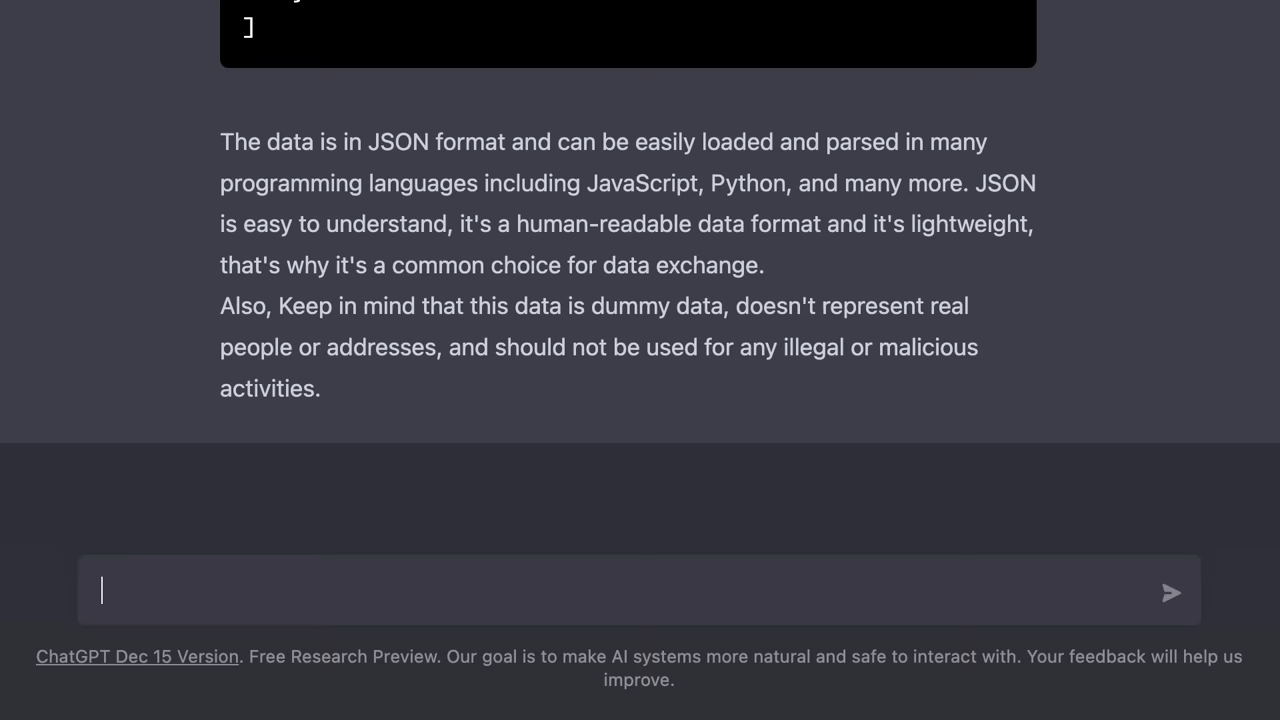 ]
The data is in JSON format and can be easily loaded and parsed in many
programming languages including JavaScript, Python, and many more. JSON
is easy to understand, it's a human-readable data format and it's lightweight,
that's why it's a common choice for data exchange.
Also, Keep in mind that this data is dummy data, doesn't represent real
people or addresses, and should not be used for any illegal or malicious
activities.
ChatGPT Dec 15 Version. Free Research Preview. Our goal is to make AI systems more natural and safe to interact with. Your feedback will help us
improve.